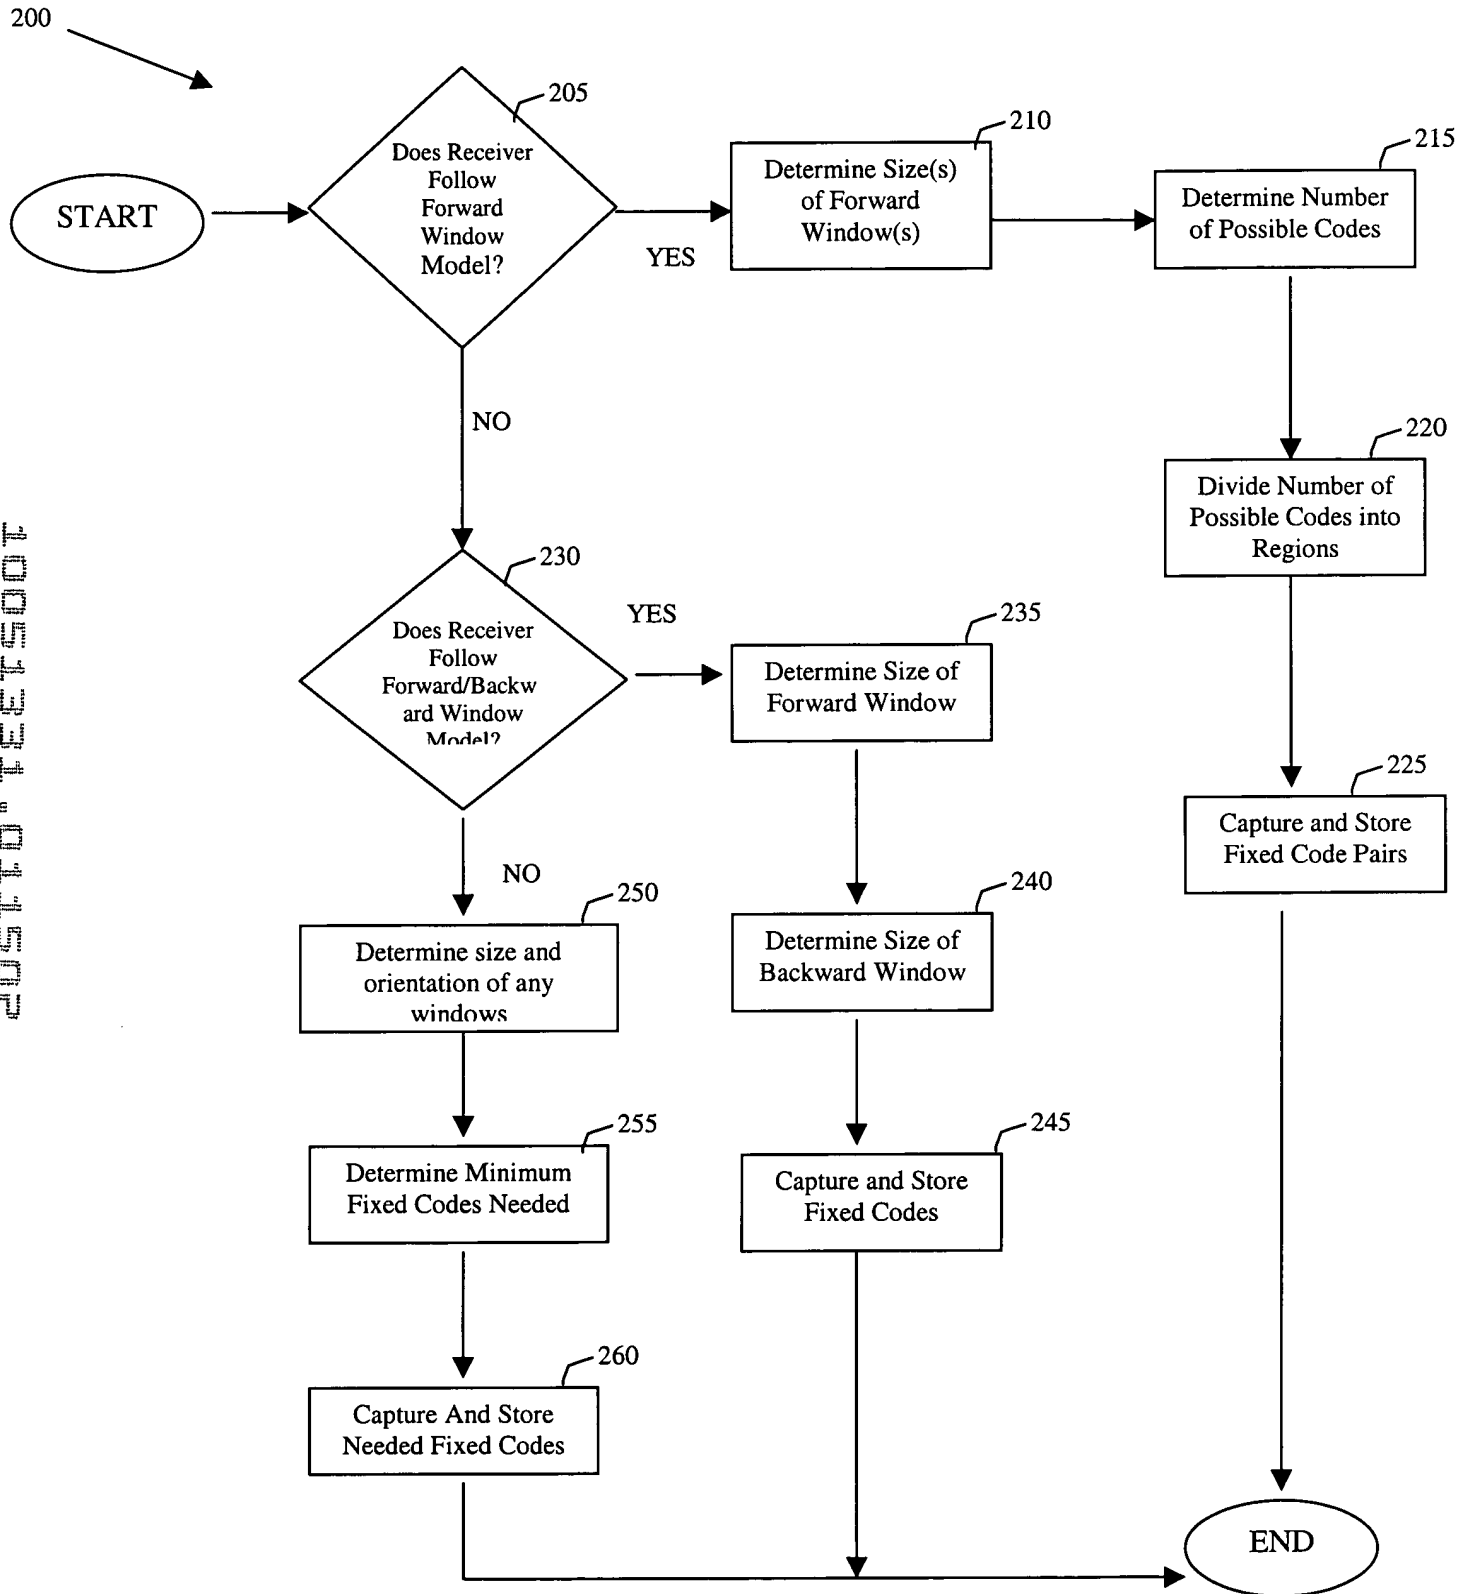 200
START
205
Does Receiver
Follow
Forward
Window
Model?
YES
NO
210
Determine Size(s)
of Forward
Window(s)
215
Determine Number
of Possible Codes
220
Divide Number of
Possible Codes into
Regions
225
Capture and Store
Fixed Code Pairs
230
Does Receiver
Follow
Forward/Backw
ard Window
Model?
YES
NO
235
Determine Size of
Forward Window
240
Determine Size of
Backward Window
245
Capture and Store
Fixed Codes
250
Determine size and
orientation of any
windows
255
Determine Minimum
Fixed Codes Needed
260
Capture And Store
Needed Fixed Codes
END